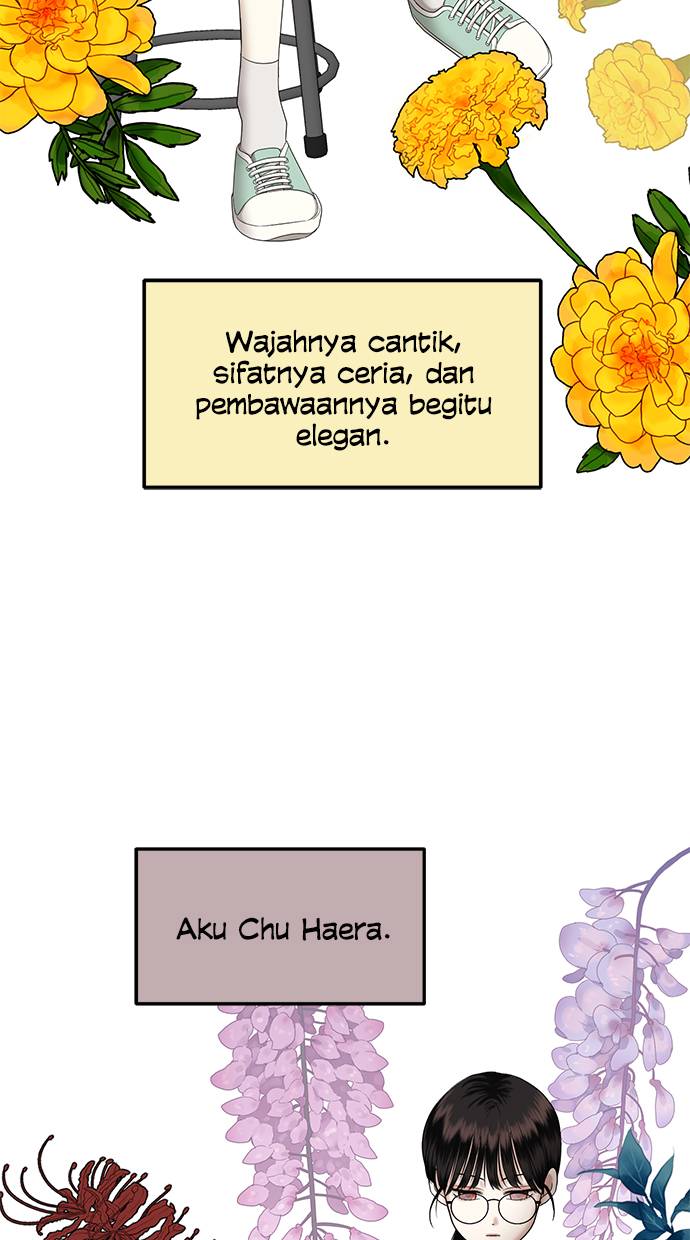 Wajahnya cantik,
sifatnya ceria, dan
pembawaannya begitu
elegan.
Aku Chu Haera.